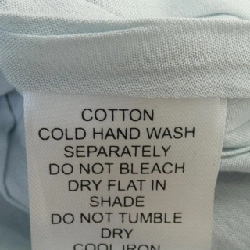 COTTON
COLD HAND WASH
SEPARATELY
DO NOT BLEACH
DRY FLAT IN
SHADE
DO NOT TUMBLE
DRY
COOL IRON